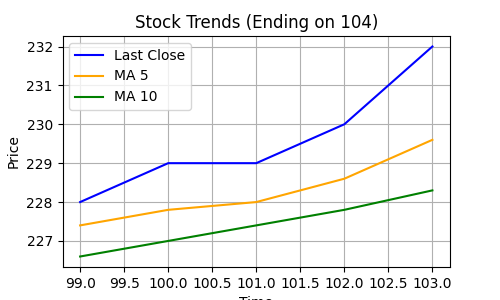 Stock Trends (Ending on 104)
Last Close
MA 5
MA 10
Price
232
231
230
229
228
227
99.0 99.5 100.0 100.5 101.0 101.5 102.0 102.5 103.0
Time